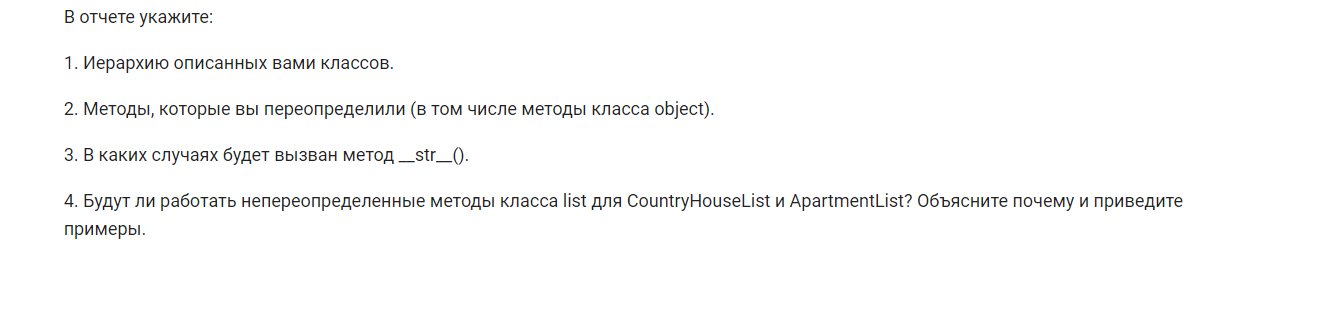 В отчете укажите:
1. Иерархию описанных вами классов.
2. Методы, которые вы переопределили (в том числе методы класса object).
3. В каких случаях будет вызван метод __str__().
4. Будут ли работать непереопределенные методы класса list для CountryHouseList и ApartmentList? Объясните почему и приведите
примеры.